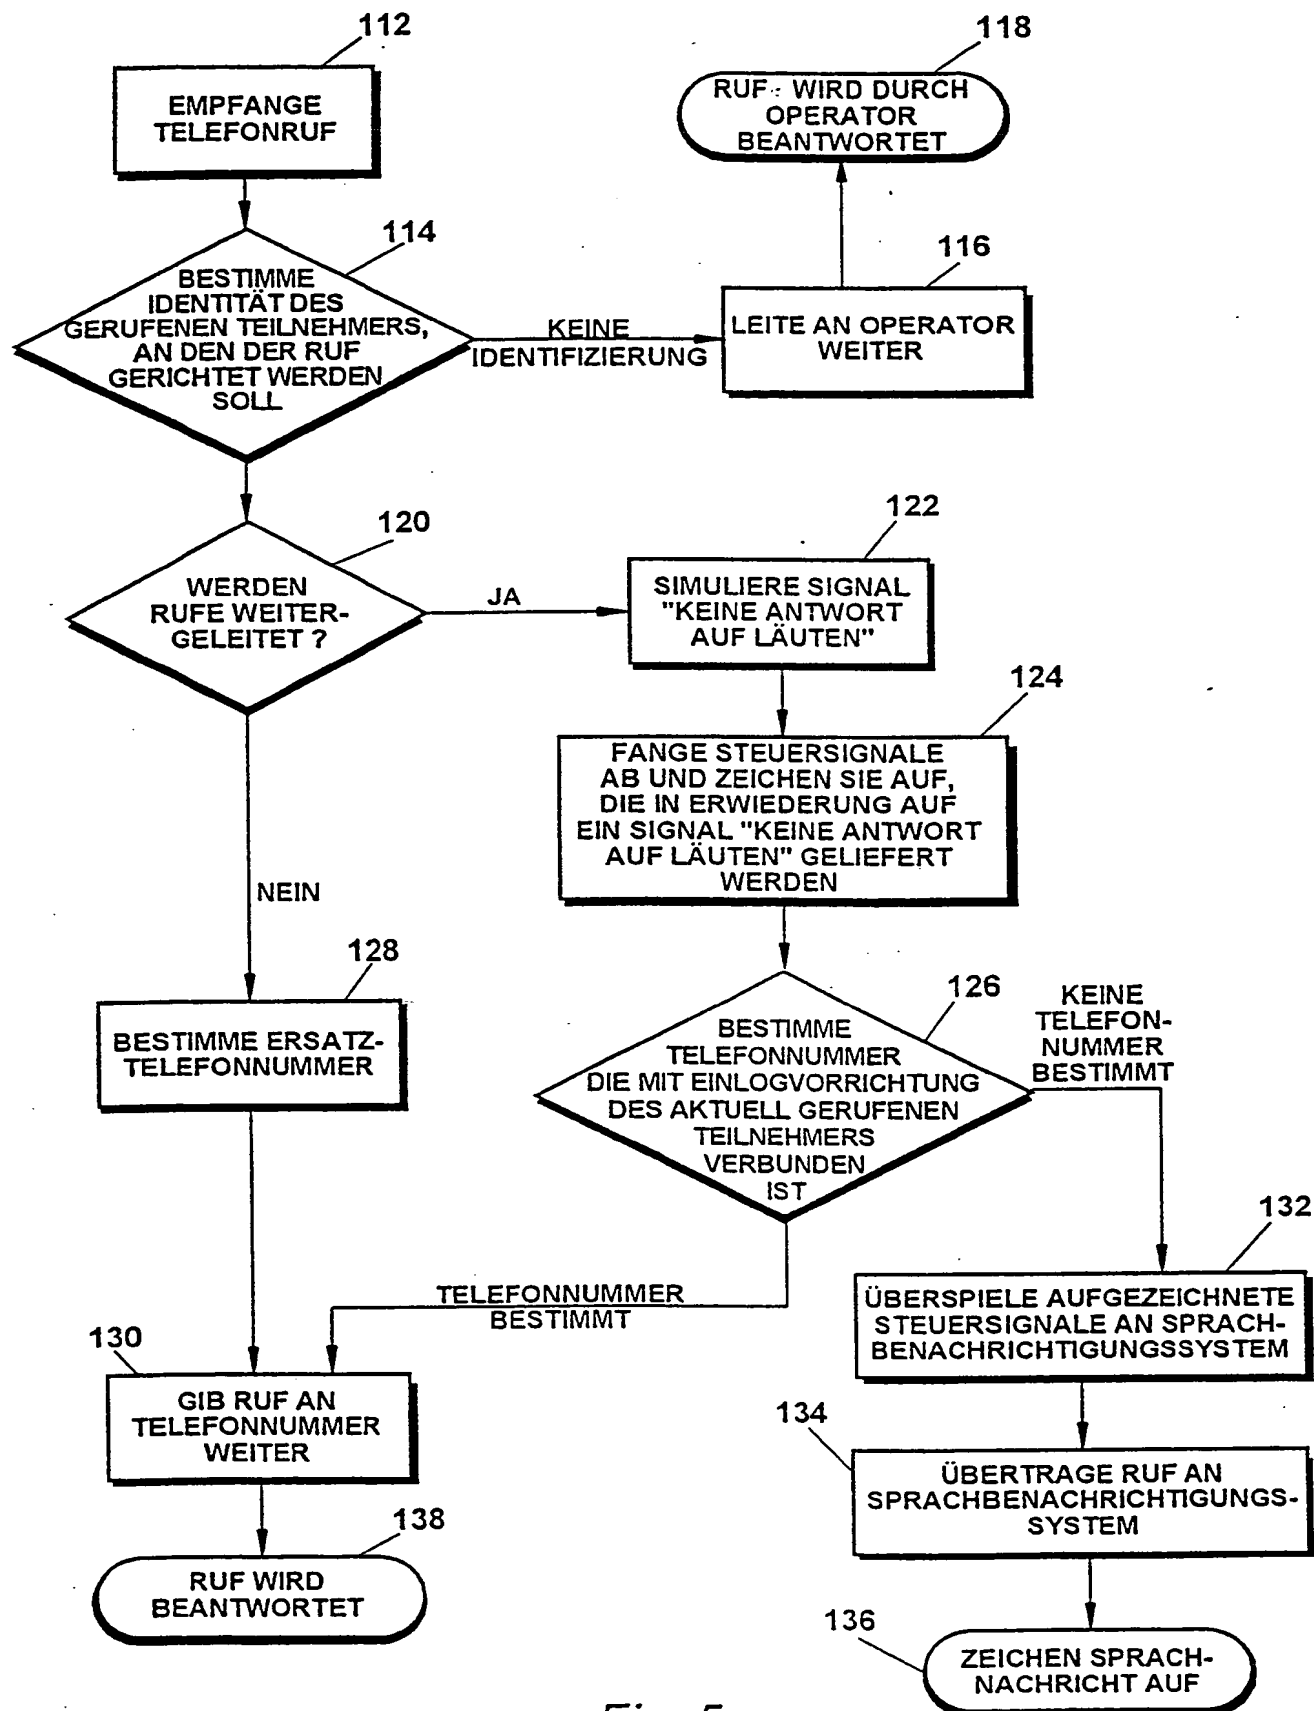 112
EMPFANGE
TELEFONRUF
118
RUF WIRD DURCH
OPERATOR
BEANTWORTET
114
BESTIMME
IDENTITÄT DES
GERUFENEN TEILNEHMERS,
AN DEN DER RUF
GERICHTET WERDEN
SOLL
KEINE
IDENTIFIZIERUNG
116
LEITE AN OPERATOR
WEITER
120
WERDEN
RUFE WEITER-
GELEITET ?
JA
122
SIMULIERE SIGNAL
"KEINE ANTWORT
AUF LÄUTEN"
124
FANGE STEUERSIGNALE
AB UND ZEICHEN SIE AUF,
DIE IN ERWIEDERUNG AUF
EIN SIGNAL "KEINE ANTWORT
AUF LÄUTEN" GELIEFERT
WERDEN
NEIN
128
BESTIMME ERSATZ-
TELEFONNUMMER
126
BESTIMME
TELEFONNUMMER
DIE MIT EINLOGVORRICHTUNG
DES AKTUELL GERUFENEN
TEILNEHMERS
VERBUNDEN
IST
KEINE
TELEFON-
NUMMER
BESTIMMT
TELEFONNUMMER
BESTIMMT
132
ÜBERSPIELE AUFGEZEICHNETE
STEUERSIGNALE AN SPRACH-
BENACHRICHTIGUNGSSYSTEM
130
GIB RUF AN
TELEFONNUMMER
WEITER
134
ÜBERTRAGE RUF AN
SPRACHBENACHRICHTIGUNGS-
SYSTEM
138
RUF WIRD
BEANTWORTET
136
ZEICHEN SPRACH-
NACHRICHT AUF